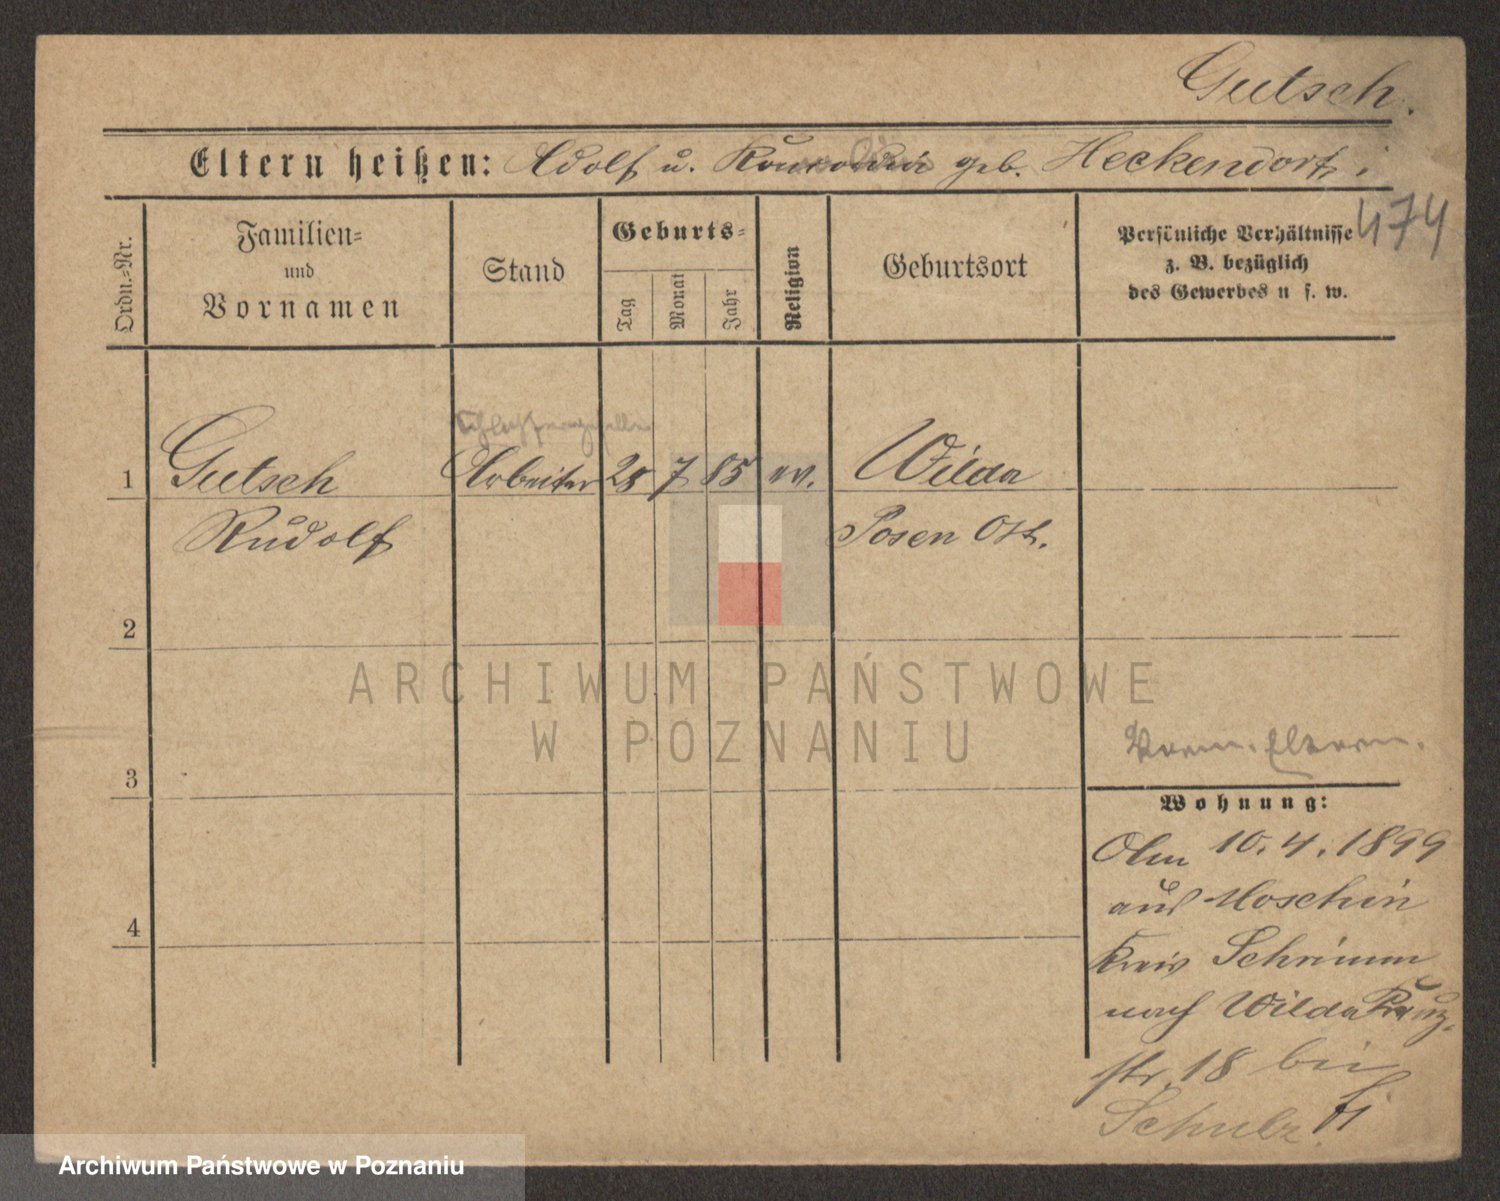 Gutsch.
Eltern heißen: Adolf u. geb. Heckendorf
474
Ordn.=Nr.
Familien=
und
Vornamen
Stand
Geburts=
Tag
Monat
Jahr
Religion
Geburtsort
Persönliche Verhältnisse
z. B. bezüglich
des Gewerbes u. s. w.
Schlossergeselle
1 Gutsch Arbeiter 28 7 85 ev. Wilda
Rudolf Posen Ost.
2
ARCHIWUM PAŃSTWOWE
W POZNANIU
3
Wohnung:
10.4.1899
aus Moschin
Kreis Schrimm
nach Wilda
str. 18 bei
Schulz
4
Archiwum Państwowe w Poznaniu